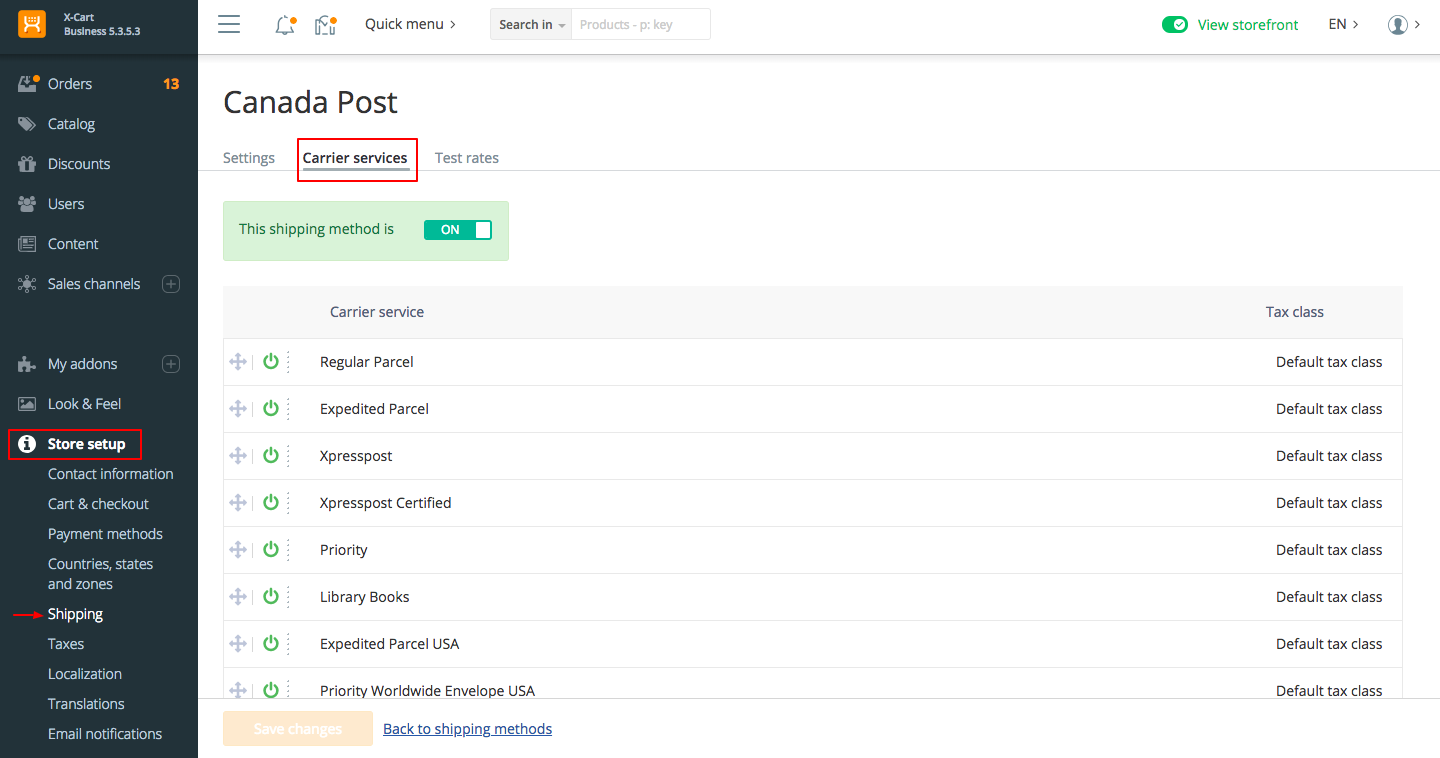 X-Cart
Business 5.3.5.3
Quick menu
Search in
Products - p: key
View storefront
EN
Orders 13
Catalog
Discounts
Users
Content
Sales channels
My addons
Look & Feel
Store setup
Contact information
Cart & checkout
Payment methods
Countries, states
and zones
Shipping
Taxes
Localization
Translations
Email notifications
Canada Post
Settings Carrier services Test rates
This shipping method is ON
Carrier service Tax class
Regular Parcel Default tax class
Expedited Parcel Default tax class
Xpresspost Default tax class
Xpresspost Certified Default tax class
Priority Default tax class
Library Books Default tax class
Expedited Parcel USA Default tax class
Priority Worldwide Envelope USA Default tax class
Save changes Back to shipping methods